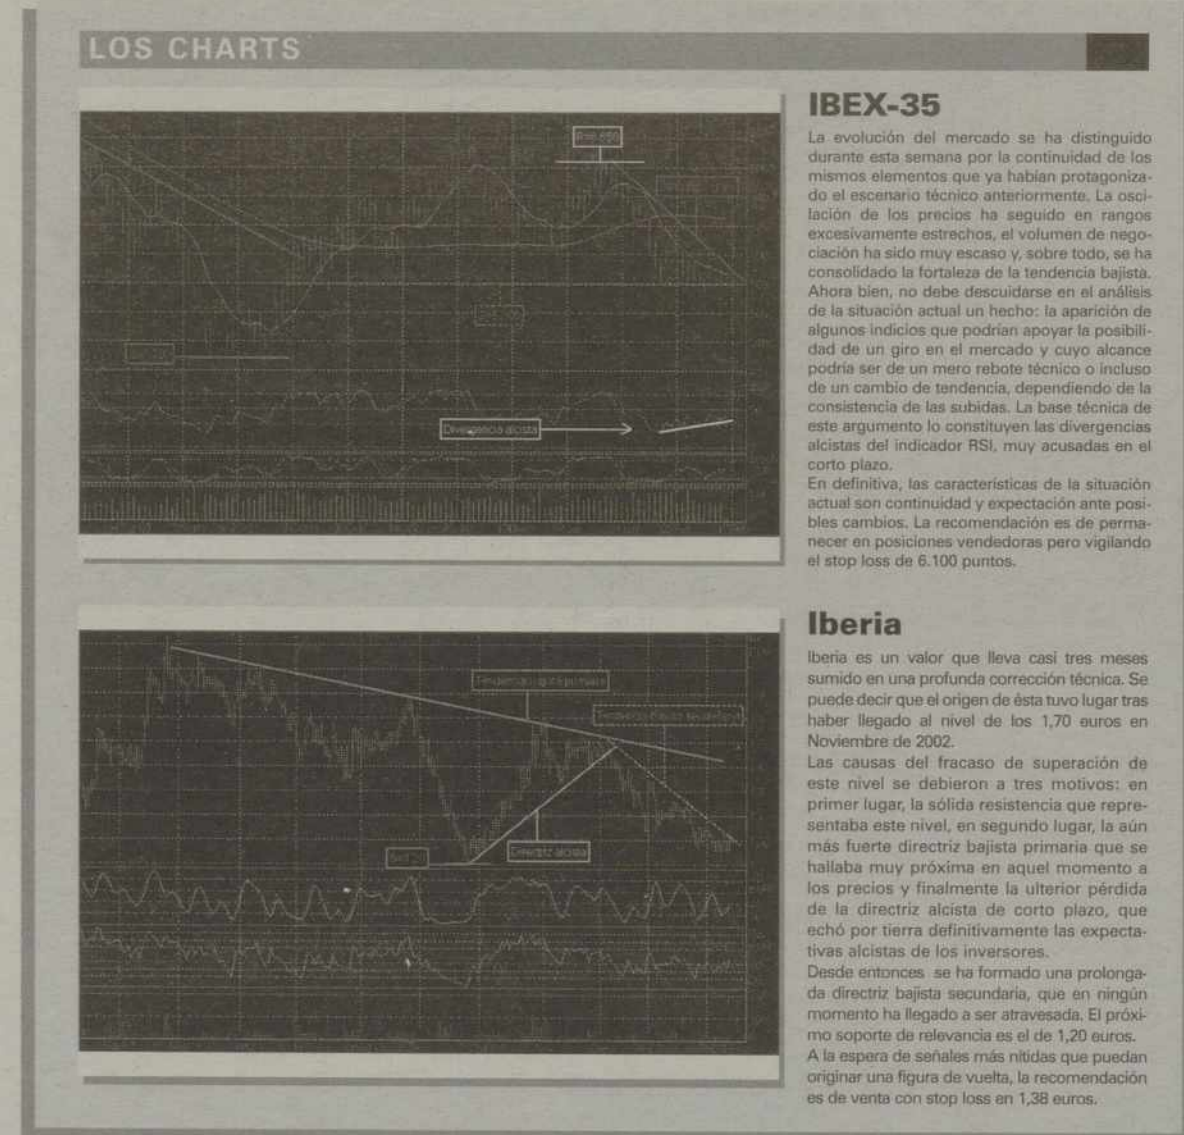 LOS CHARTS
IBEX-35
La evolución del mercado se ha distinguido
durante esta semana por la continuidad de los
mismos elementos que ya habían protagoniza-
do el escenario técnico anteriormente. La osci-
lación de los precios ha seguido en rangos
excesivamente estrechos, el volumen de nego-
ciación ha sido muy escaso y, sobre todo, se ha
consolidado la fortaleza de la tendencia bajista.
Ahora bien, no debe descuidarse en el análisis
de la situación actual un hecho: la aparición de
algunos indicios que podrían apoyar la posibili-
dad de un giro en el mercado y cuyo alcance
podría ser de un mero rebote técnico o incluso
de un cambio de tendencia, dependiendo de la
consistencia de las subidas. La base técnica de
este argumento lo constituyen las divergencias
alcistas del indicador RSI, muy acusadas en el
corto plazo.
En definitiva, las características de la situación
actual son continuidad y expectación ante posi-
bles cambios. La recomendación es de perma-
necer en posiciones vendedoras pero vigilando
el stop loss de 6.100 puntos.
Divergencia alcista
Iberia
Iberia es un valor que lleva casi tres meses
sumido en una profunda corrección técnica. Se
puede decir que el origen de ésta tuvo lugar tras
haber llegado al nivel de los 1,70 euros en
Noviembre de 2002.
Las causas del fracaso de superación de
este nivel se debieron a tres motivos: en
primer lugar, la sólida resistencia que repre-
sentaba este nivel, en segundo lugar, la aún
más fuerte directriz bajista primaria que se
hallaba muy próxima en aquel momento a
los precios y finalmente la ulterior pérdida
de la directriz alcista de corto plazo, que
echó por tierra definitivamente las expecta-
tivas alcistas de los inversores.
Desde entonces se ha formado una prolonga-
da directriz bajista secundaria, que en ningún
momento ha llegado a ser atravesada. El próxi-
mo soporte de relevancia es el de 1,20 euros.
A la espera de señales más nítidas que puedan
originar una figura de vuelta, la recomendación
es de venta con stop loss en 1,38 euros.
Directriz alcista